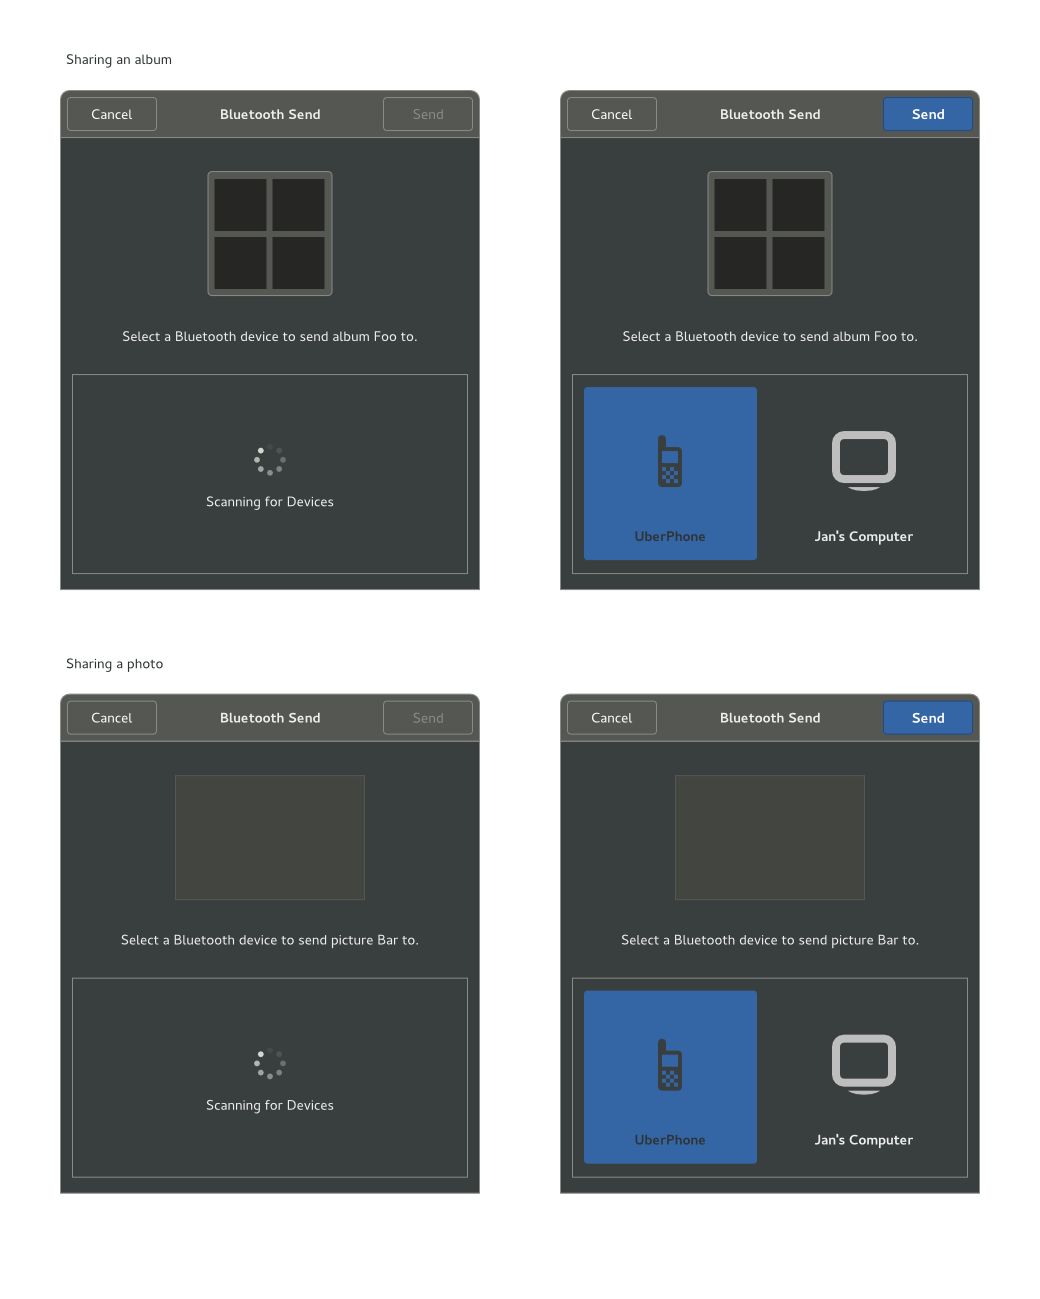 Sharing an album
Cancel
Bluetooth Send
Send
Select a Bluetooth device to send album Foo to.
Scanning for Devices
Cancel
Bluetooth Send
Send
Select a Bluetooth device to send album Foo to.
UberPhone
Jan's Computer
Sharing a photo
Cancel
Bluetooth Send
Send
Select a Bluetooth device to send picture Bar to.
Scanning for Devices
Cancel
Bluetooth Send
Send
Select a Bluetooth device to send picture Bar to.
UberPhone
Jan's Computer